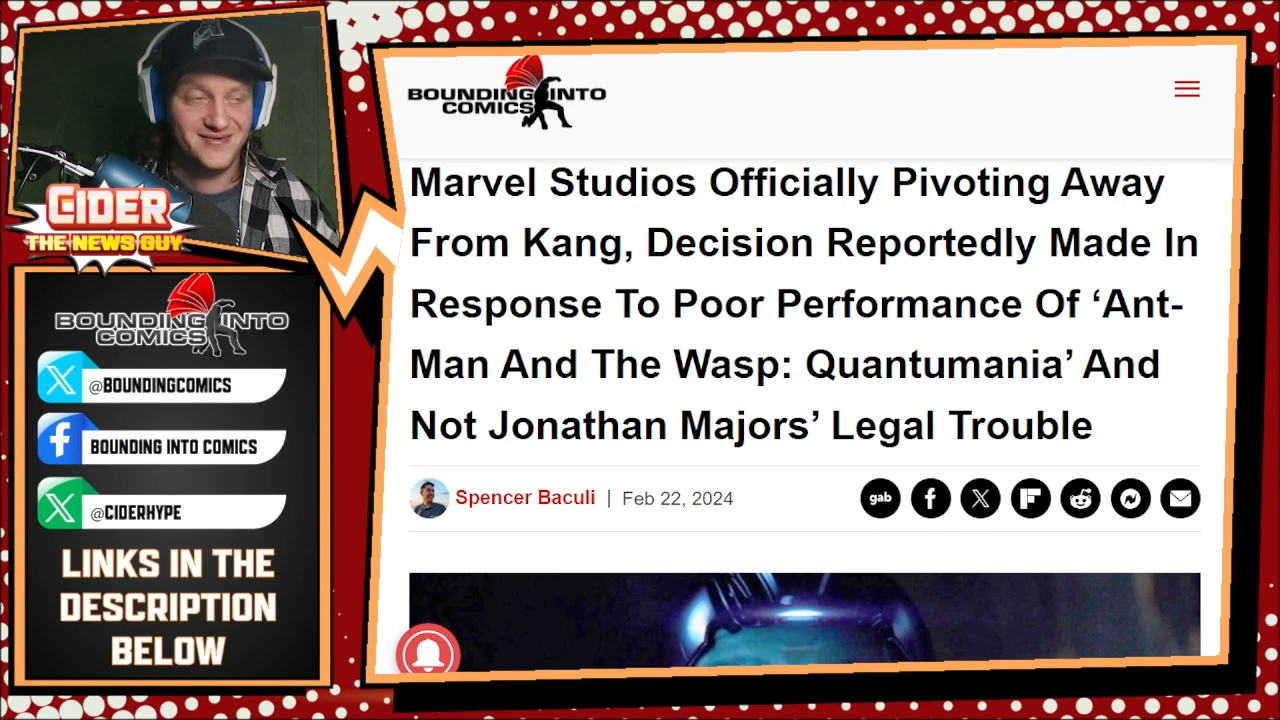 CIDER
THE NEWS GUY
BOUNDING INTO
COMICS
@BOUNDINGCOMICS
BOUNDING INTO COMICS
@CIDERHYPE
LINKS IN THE
DESCRIPTION
BELOW
BOUNDING INTO
COMICS
Marvel Studios Officially Pivoting Away
From Kang, Decision Reportedly Made In
Response To Poor Performance Of ‘Ant-
Man And The Wasp: Quantumania’ And
Not Jonathan Majors’ Legal Trouble
Spencer Baculi | Feb 22, 2024
gab